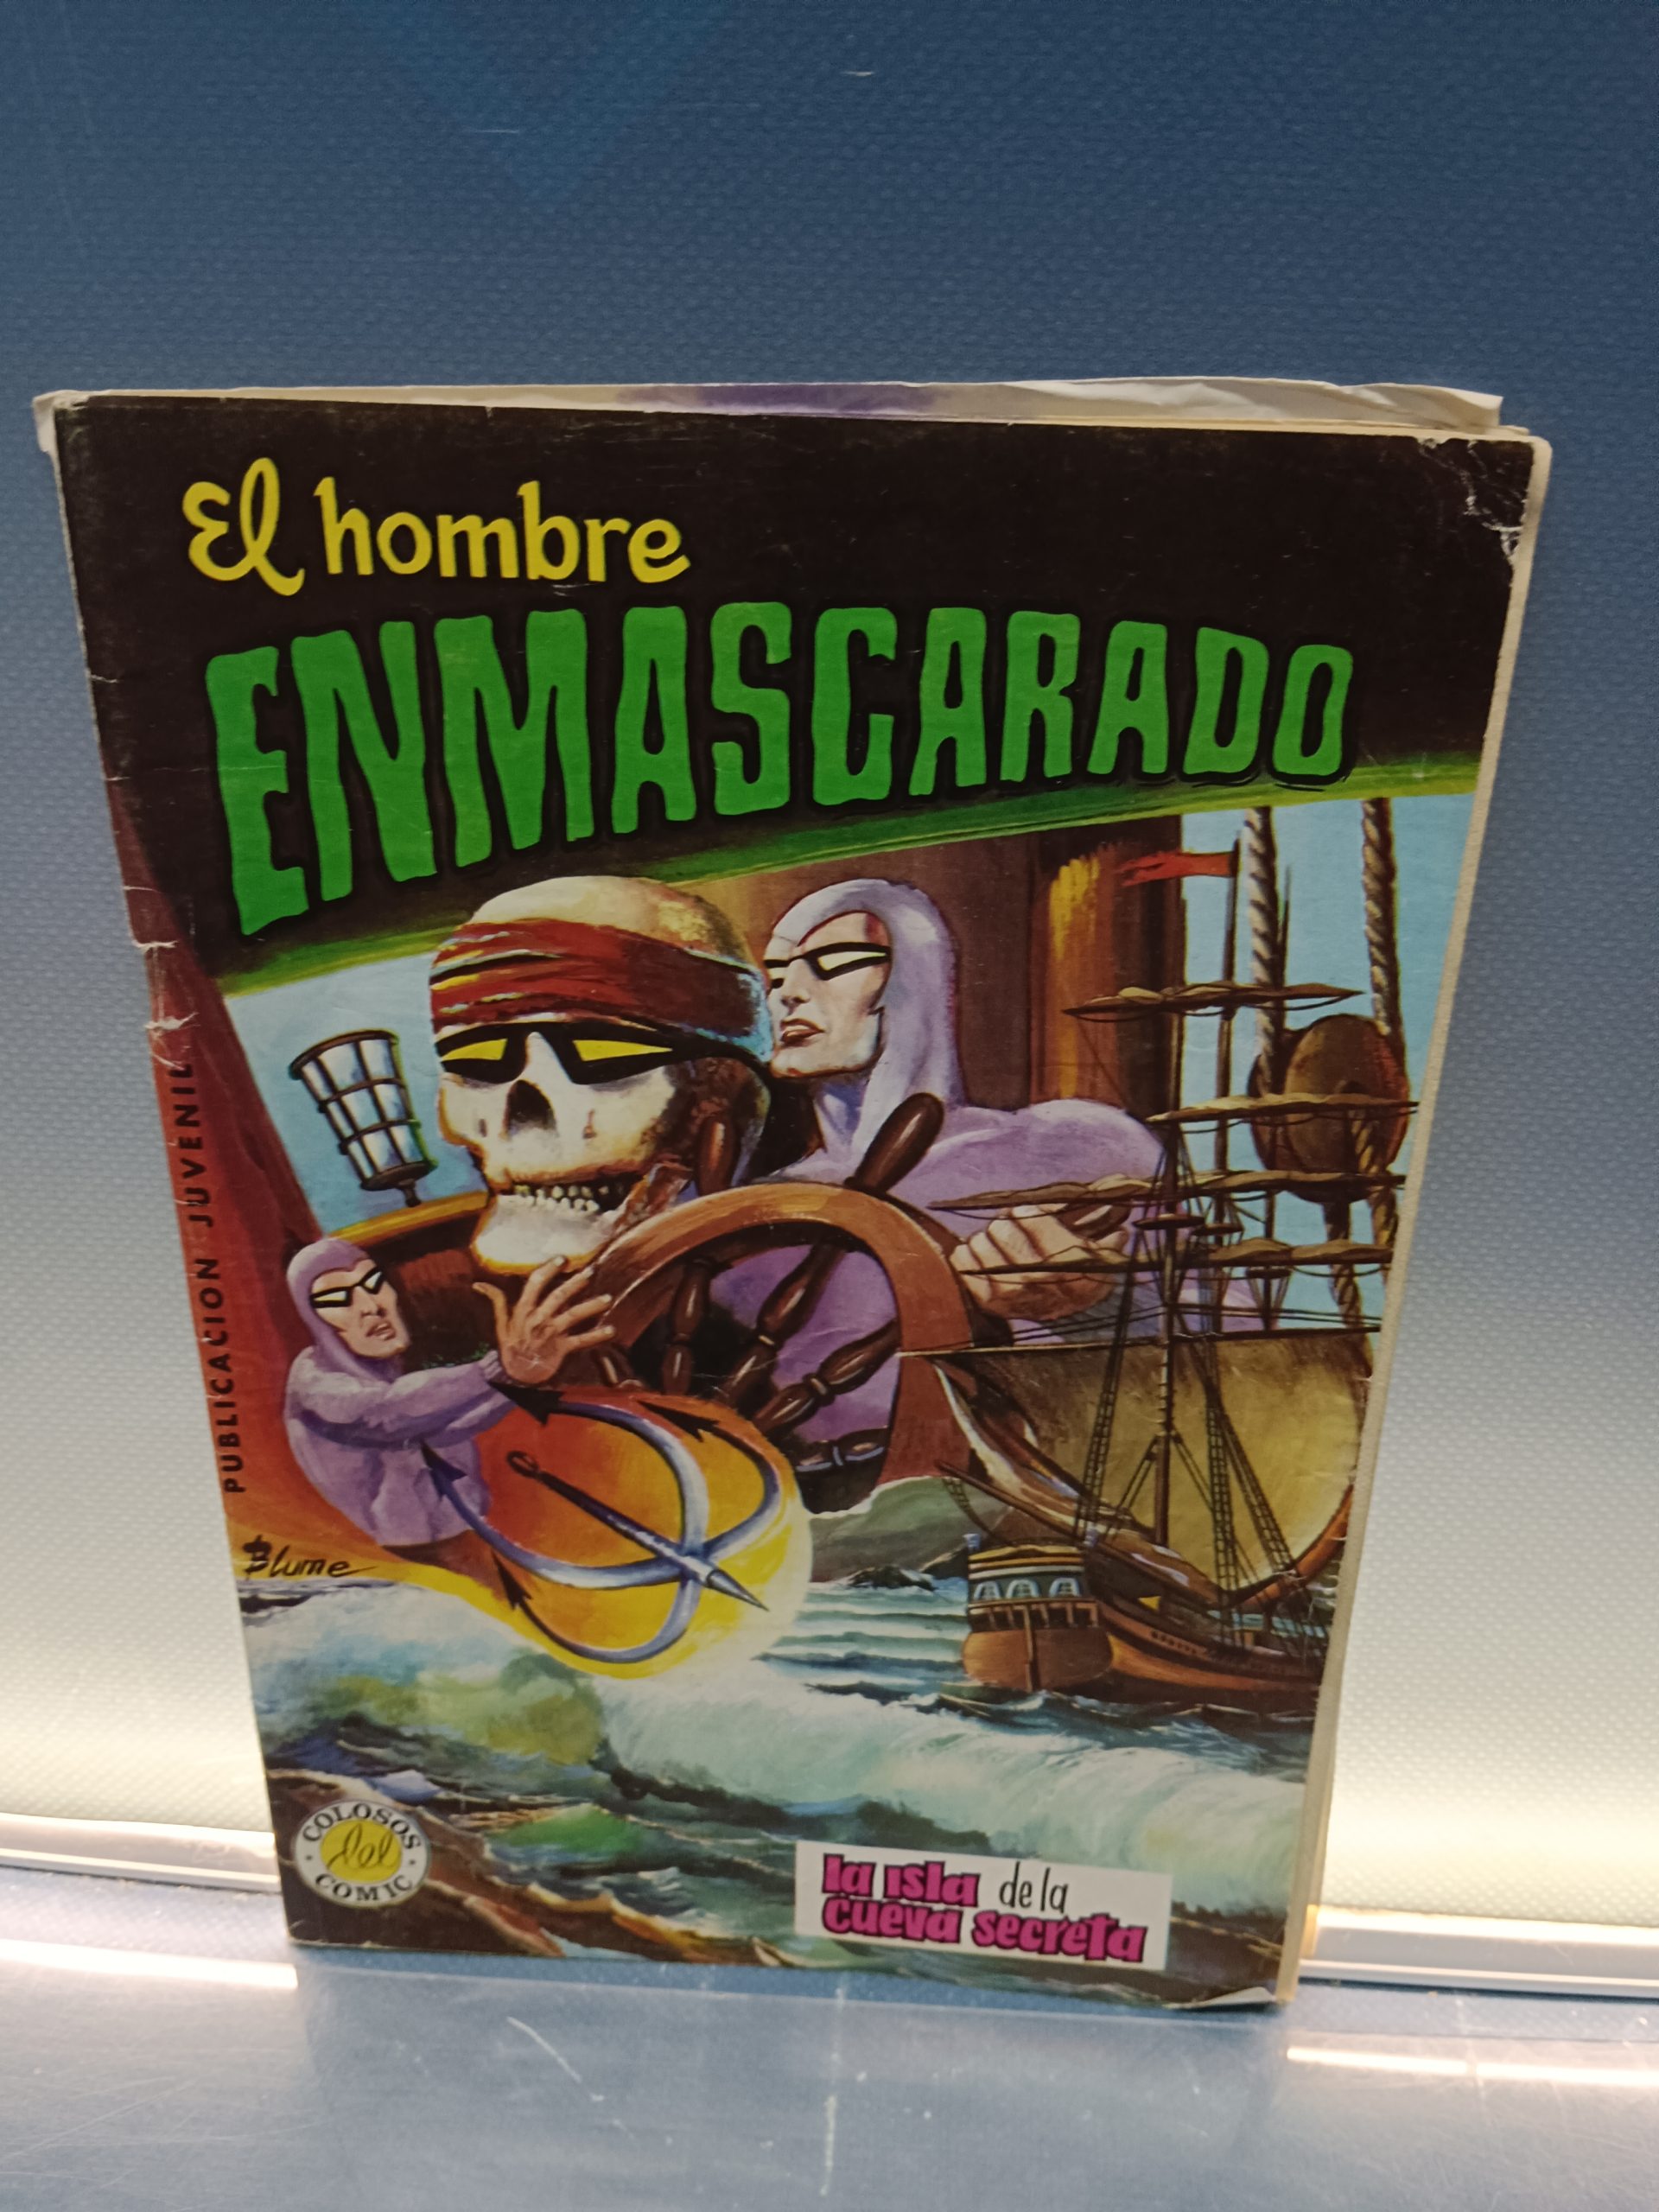 El hombre
ENMASCARADO
PUBLICACION JUVENIL
Blume
COLOSOS
del
COMIC
la isla de la
cueva secreta